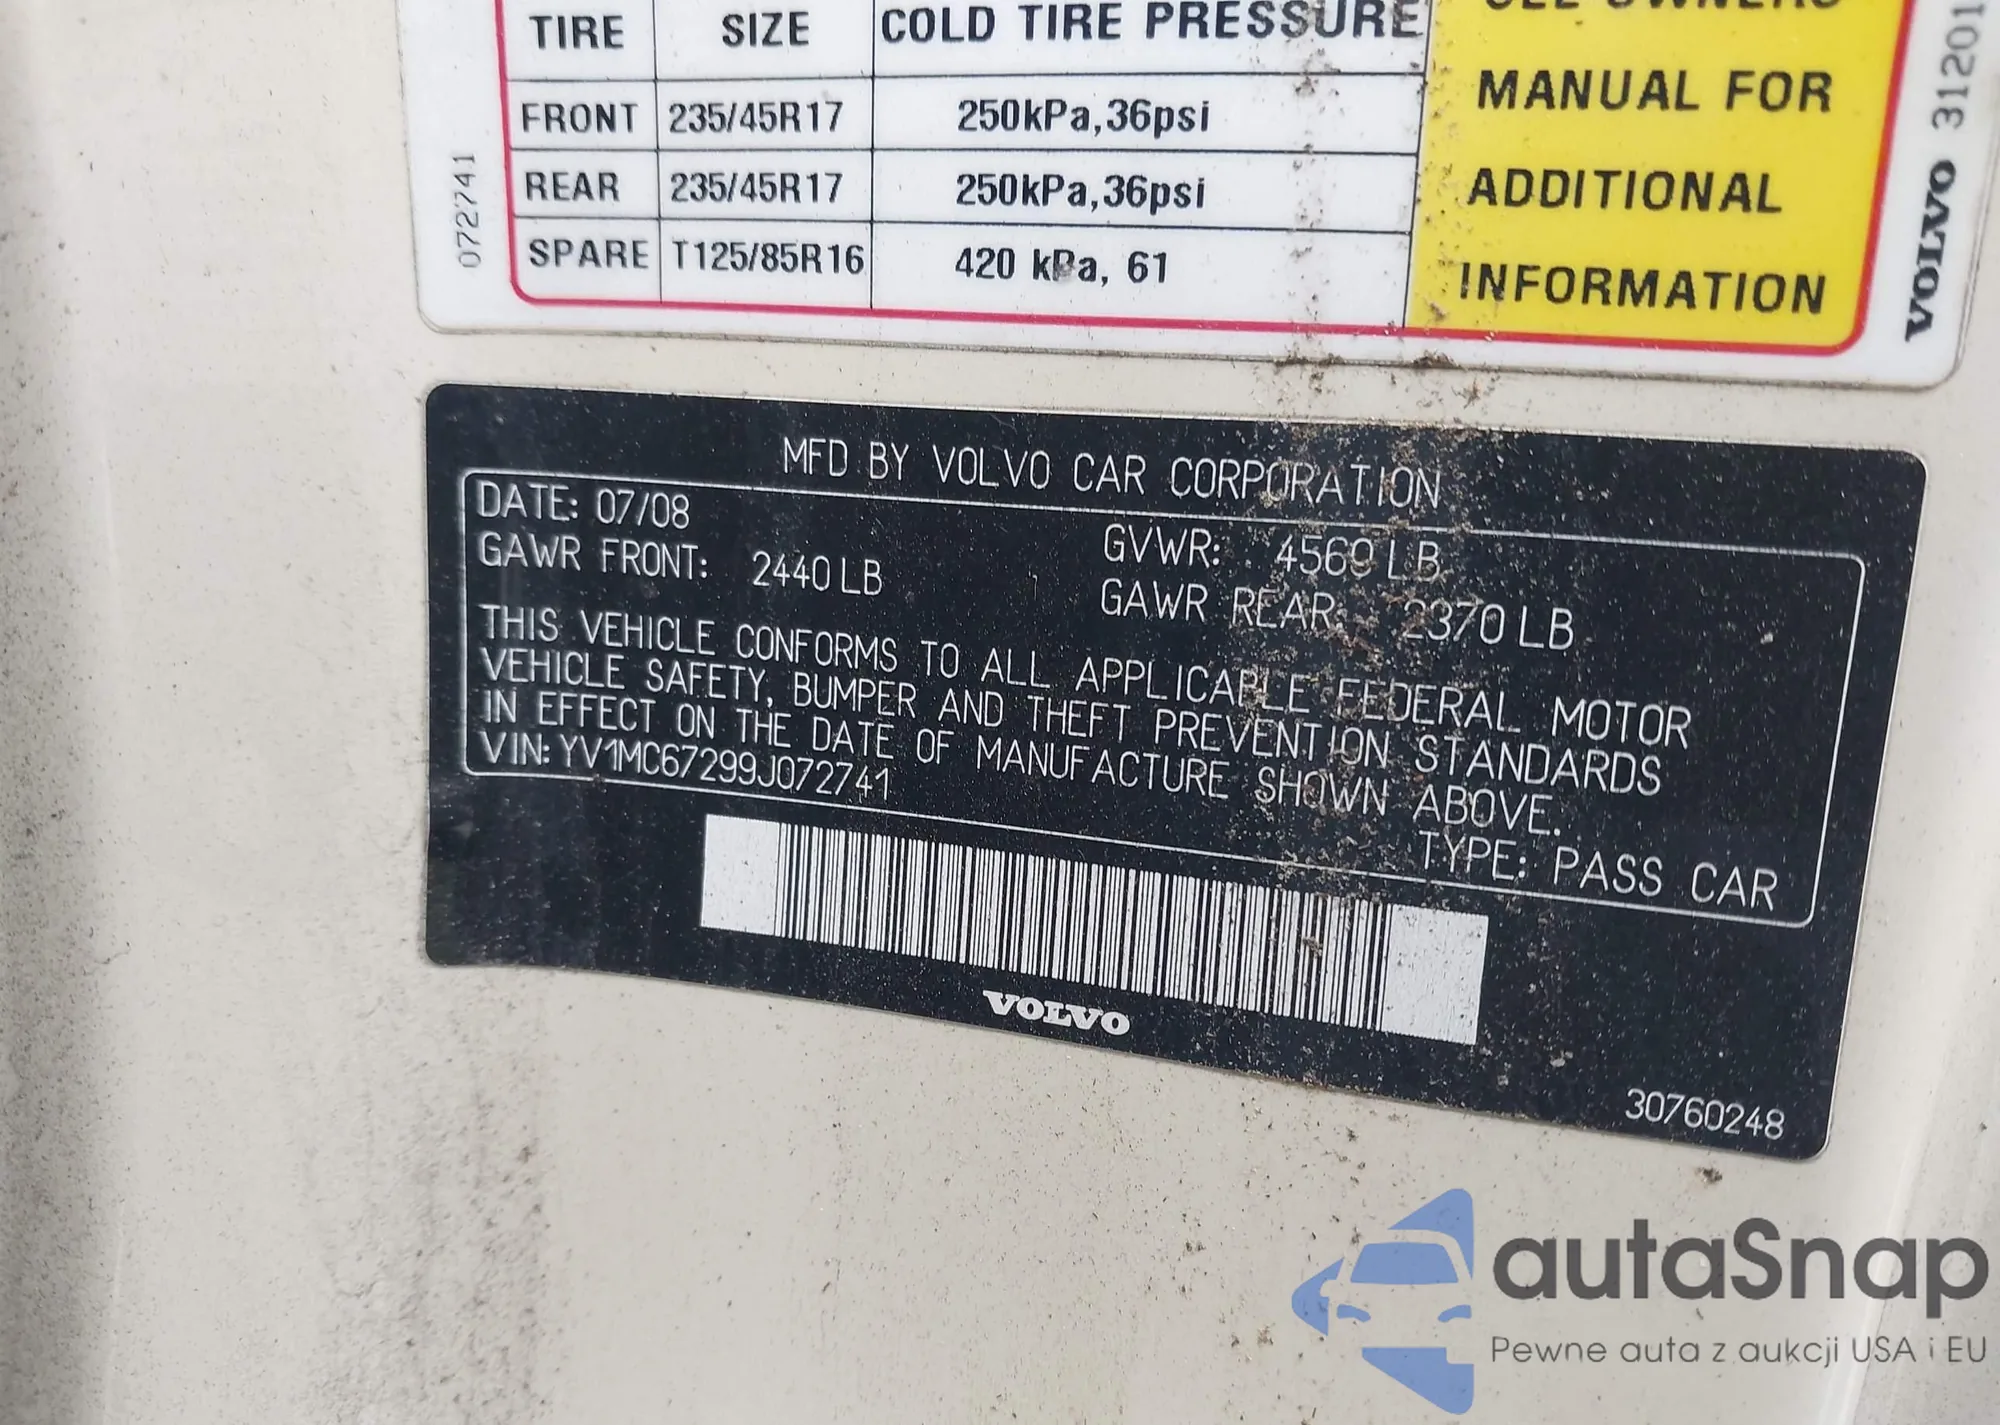 TIRE SIZE COLD TIRE PRESSURE
FRONT 235/45R17 250kPa,36psi
REAR 235/45R17 250kPa,36psi
SPARE T125/85R16 420 kPa, 61
MANUAL FOR
ADDITIONAL
INFORMATION
072741
VOLVO 31201
MFD BY VOLVO CAR CORPORATION
DATE: 07/08
GVWR: 4569 LB
GAWR FRONT: 2440 LB GAWR REAR: 2370 LB
THIS VEHICLE CONFORMS TO ALL APPLICABLE FEDERAL MOTOR
VEHICLE SAFETY, BUMPER AND THEFT PREVENTION STANDARDS
IN EFFECT ON THE DATE OF MANUFACTURE SHOWN ABOVE.
VIN: YV1MC67299J072741 TYPE: PASS CAR
VOLVO
30760248
autaSnap
Pewne auta z aukcji USA i EU